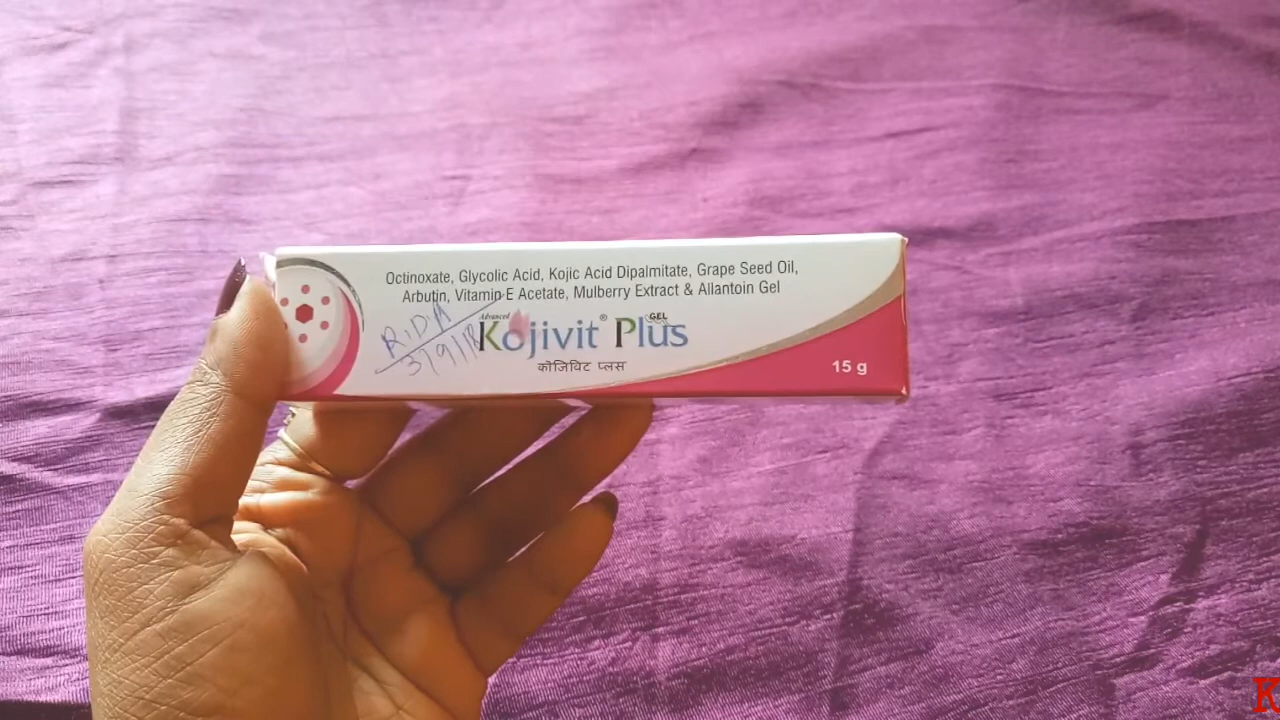 Octinoxate, Glycolic Acid, Kojic Acid Dipalmitate, Grape Seed Oil,
Arbutin, Vitamin E Acetate, Mulberry Extract & Allantoin Gel
RIDA
3/9/18
Advanced
Kojivit® Plus GEL
कोजिविट प्लस
15 g
K